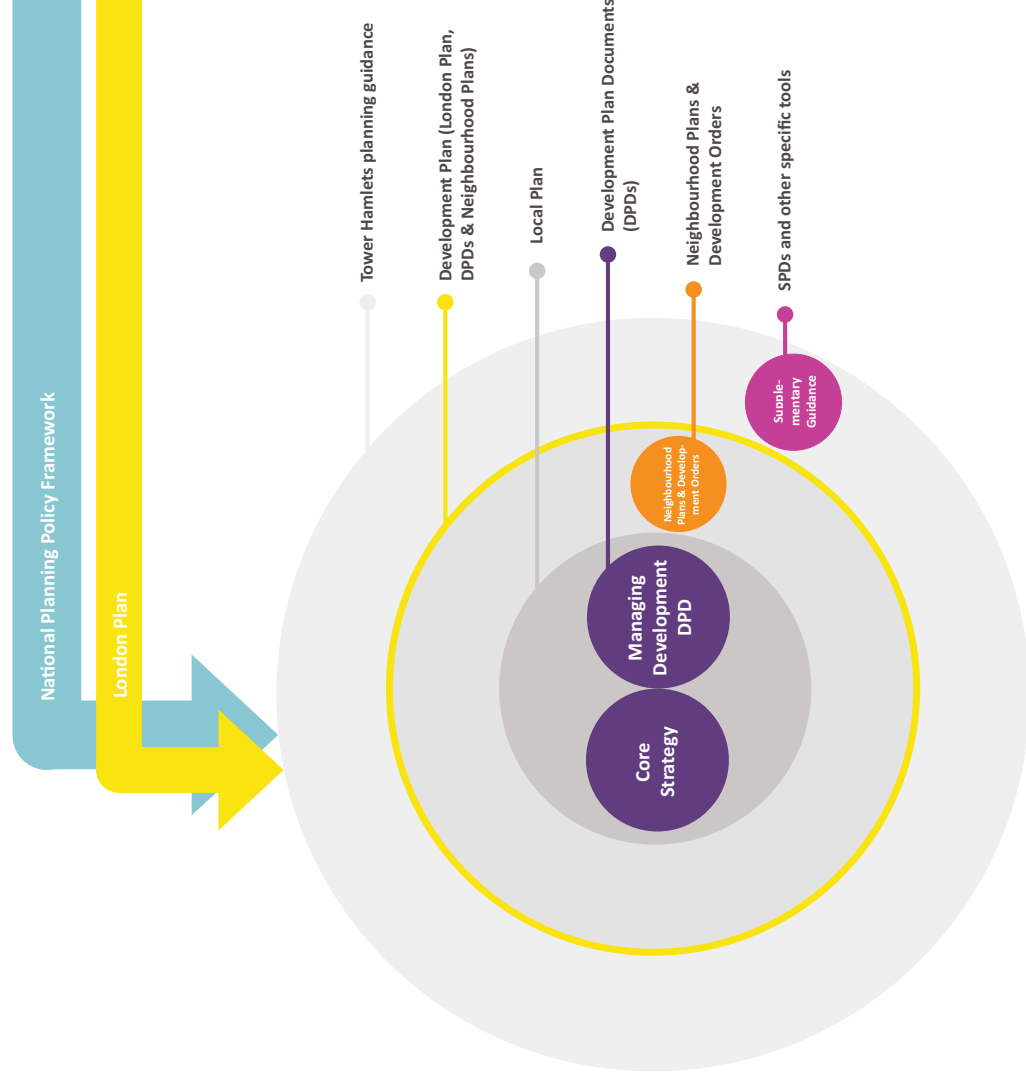 National Planning Policy Framework
London Plan
Tower Hamlets planning guidance
Development Plan (London Plan,
DPDs & Neighbourhood Plans)
Local Plan
Development Plan Documents
(DPDs)
Neighbourhood Plans &
Development Orders
SPDs and other specific tools
Core
Strategy
Managing
Development
DPD
Neighbourhood
Plans & Develop-
ment Orders
Supple-
mentary
Guidance